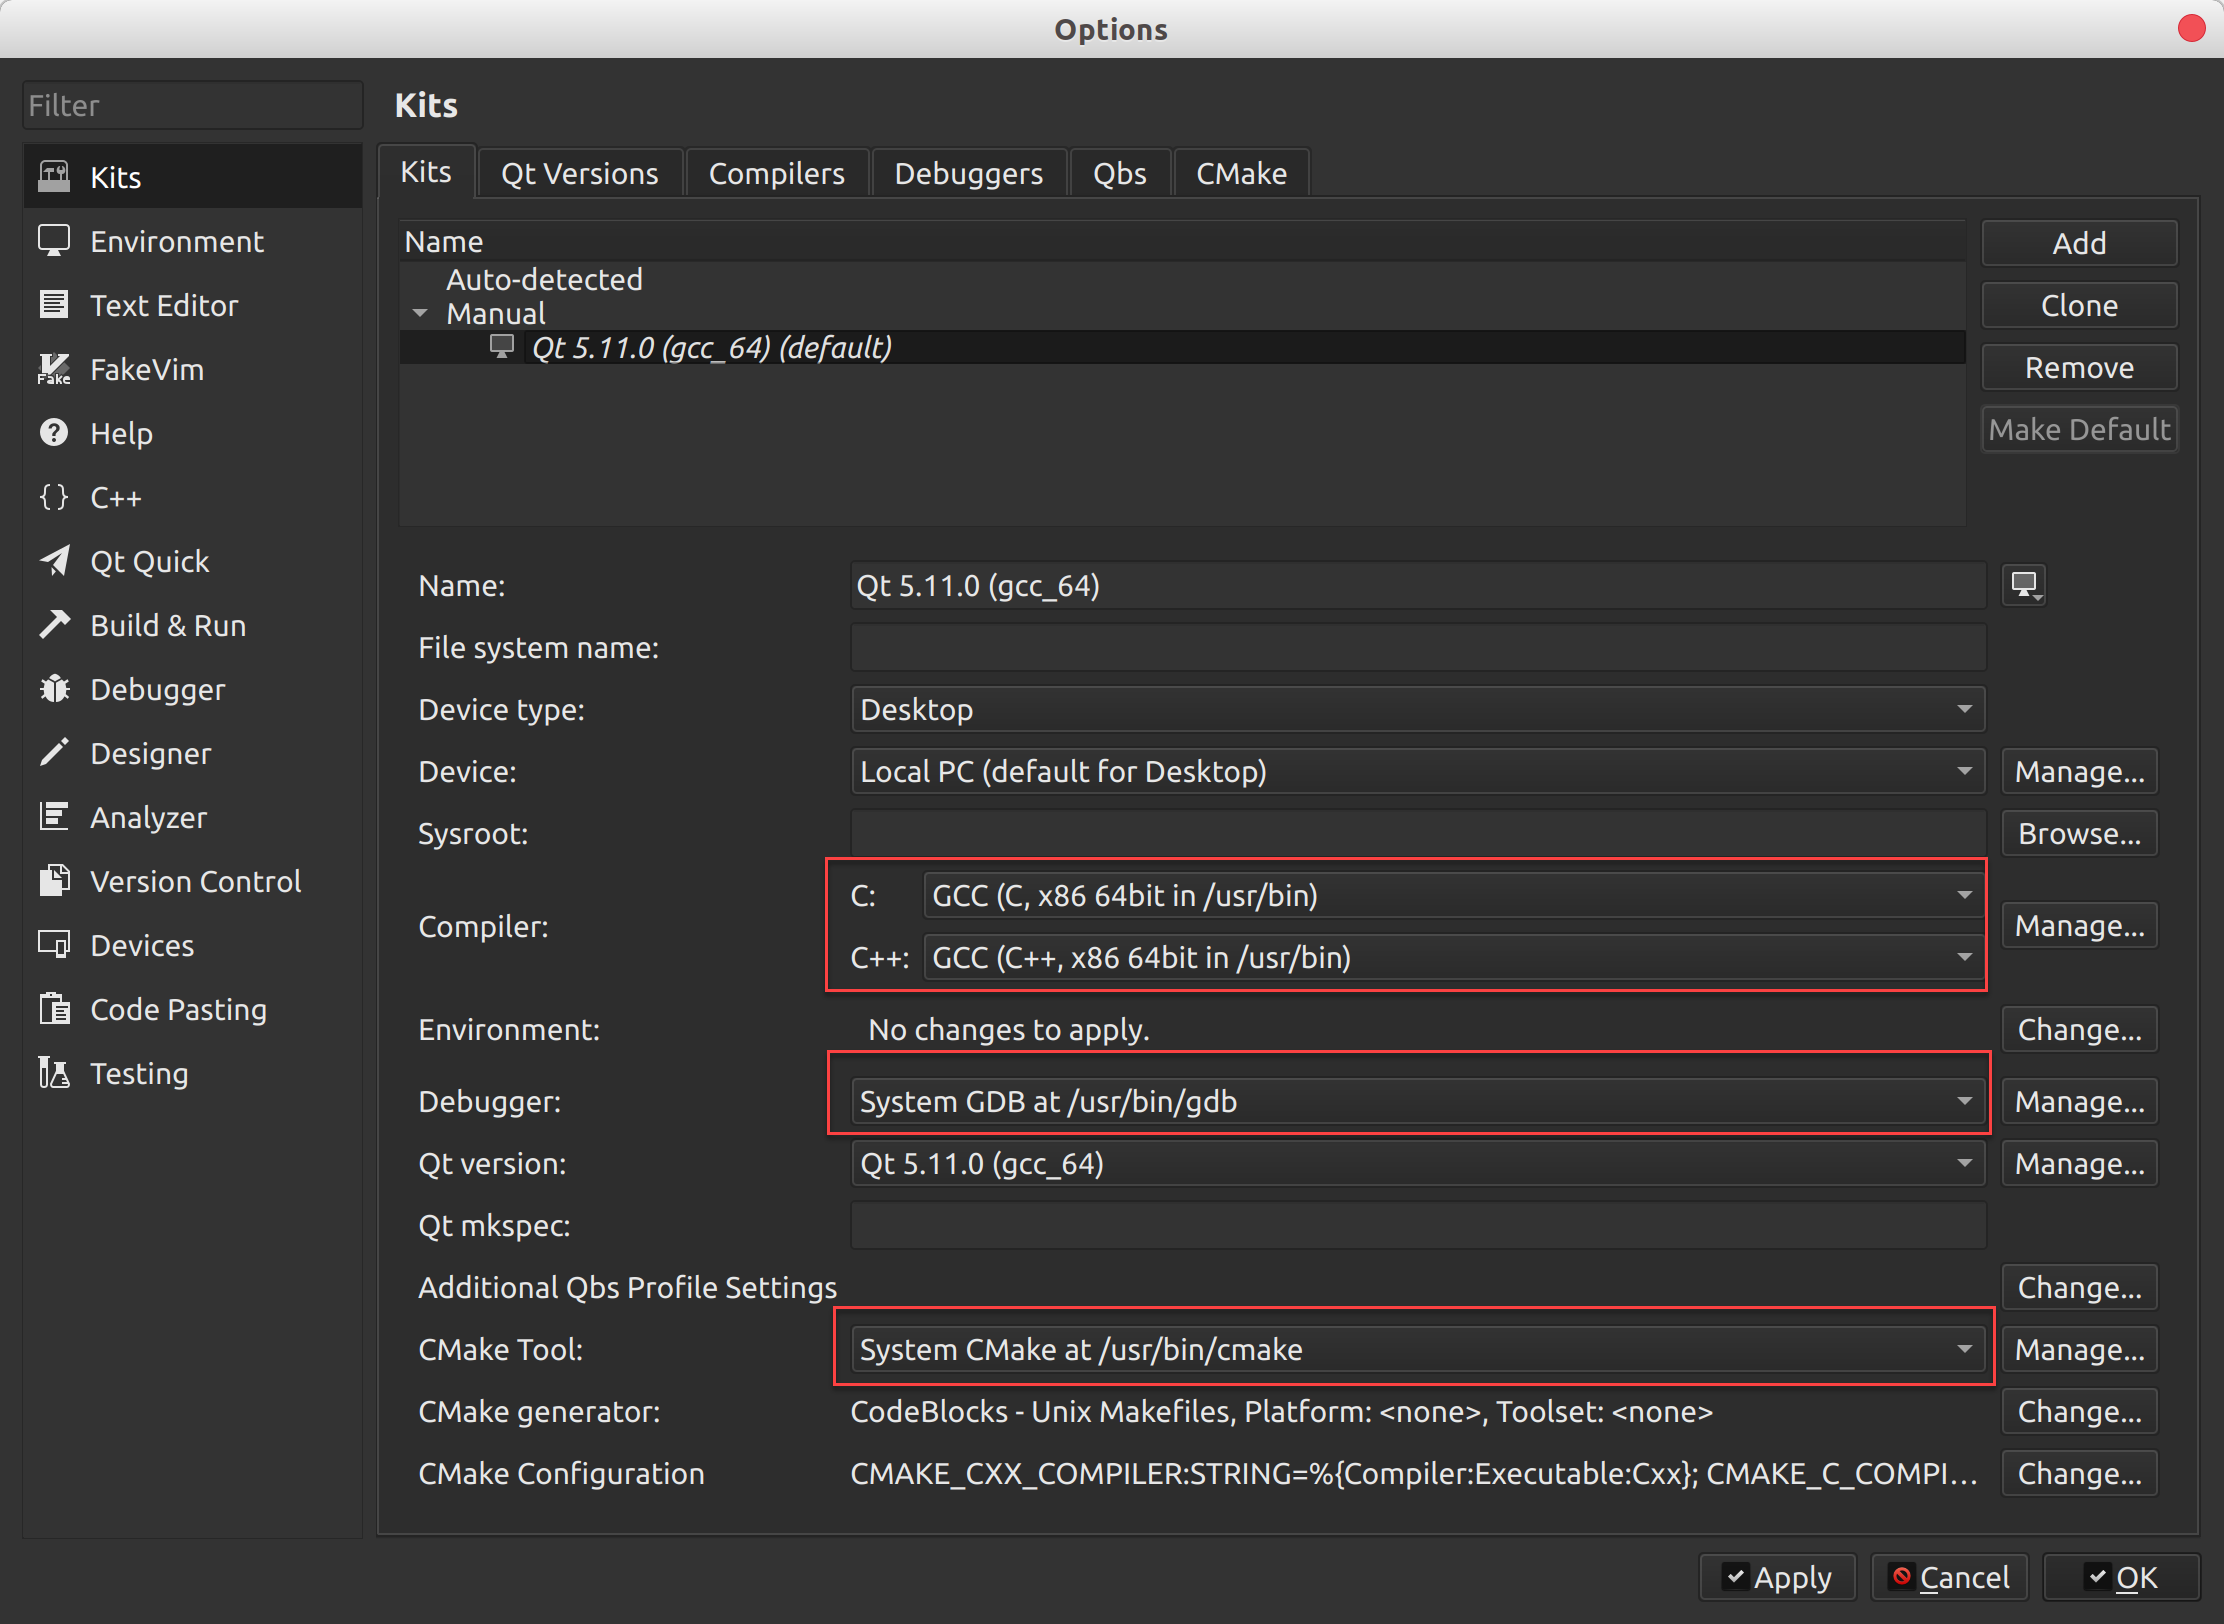 Options
Filter
Kits
Environment
Text Editor
Fake
FakeVim
Help
C++
Qt Quick
Build & Run
Debugger
Designer
Analyzer
Version Control
Devices
Code Pasting
Testing
Kits
Kits Qt Versions Compilers Debuggers Qbs CMake
Name
Auto-detected
Manual
Qt 5.11.0 (gcc_64) (default)
Add
Clone
Remove
Make Default
Name: Qt 5.11.0 (gcc_64)
File system name:
Device type: Desktop
Device: Local PC (default for Desktop) Manage...
Sysroot: Browse...
Compiler: Manage...
C: GCC (C, x86 64bit in /usr/bin)
C++: GCC (C++, x86 64bit in /usr/bin)
Environment: No changes to apply. Change...
Debugger: System GDB at /usr/bin/gdb Manage...
Qt version: Qt 5.11.0 (gcc_64) Manage...
Qt mkspec:
Additional Qbs Profile Settings Change...
CMake Tool: System CMake at /usr/bin/cmake Manage...
CMake generator: CodeBlocks - Unix Makefiles, Platform: <none>, Toolset: <none> Change...
CMake Configuration CMAKE_CXX_COMPILER:STRING=%{Compiler:Executable:Cxx}; CMAKE_C_COMPI... Change...
Apply Cancel OK